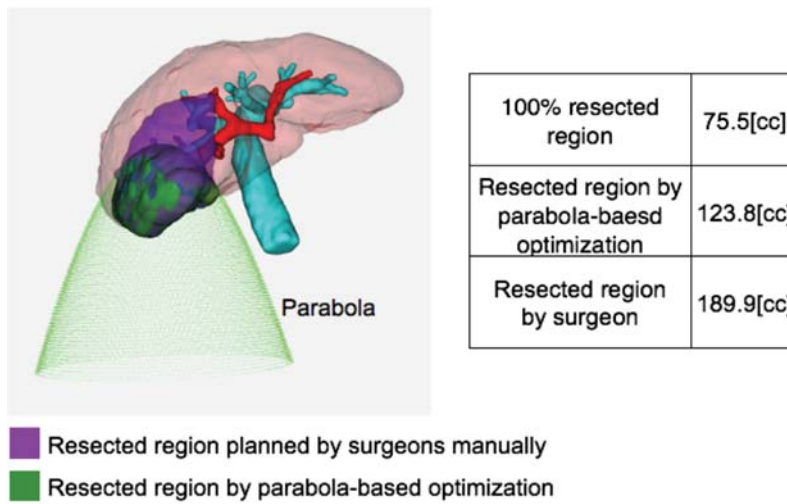 Parabola
100% resected
region
75.5[cc]
Resected region by
parabola-baesd
optimization
123.8[cc]
Resected region
by surgeon
189.9[cc]
Resected region planned by surgeons manually
Resected region by parabola-based optimization